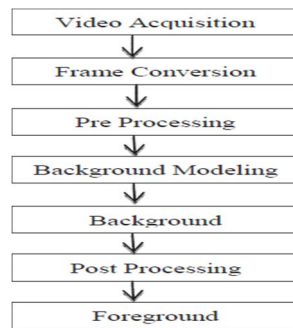 Video Acquisition
Frame Conversion
Pre Processing
Background Modeling
Background
Post Processing
Foreground